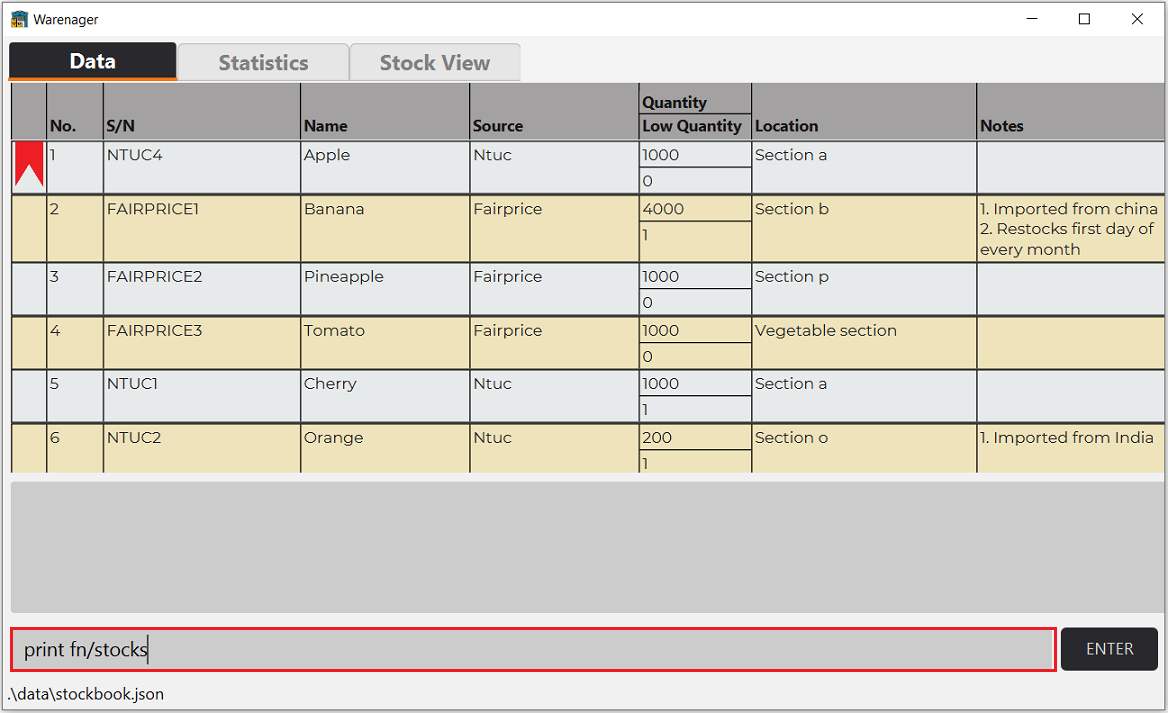 Warenager
Data Statistics Stock View
No. S/N Name Source Quantity Low Quantity Location Notes
1 NTUC4 Apple Ntuc 1000 Section a
0
2 FAIRPRICE1 Banana Fairprice 4000 Section b 1. Imported from china
1 2. Restocks first day of
every month
3 FAIRPRICE2 Pineapple Fairprice 1000 Section p
0
4 FAIRPRICE3 Tomato Fairprice 1000 Vegetable section
0
5 NTUC1 Cherry Ntuc 1000 Section a
1
6 NTUC2 Orange Ntuc 200 Section o 1. Imported from India
1
print fn/stocks ENTER
.\data\stockbook.json